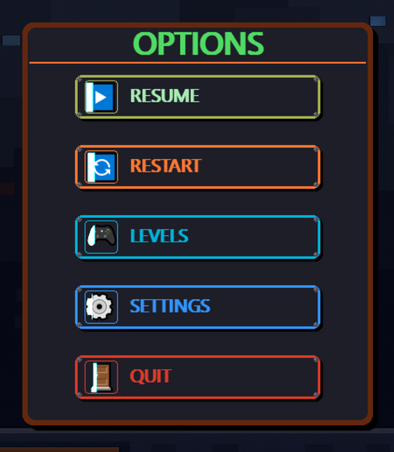 OPTIONS
RESUME
RESTART
LEVELS
SETTINGS
QUIT